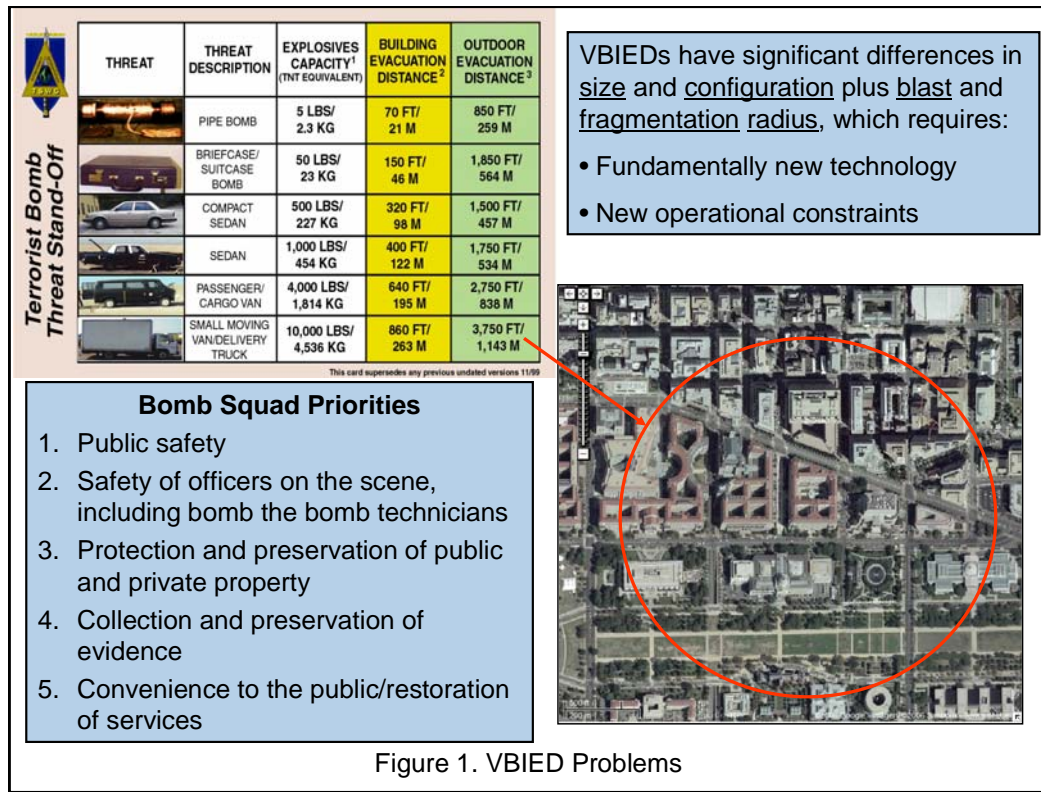 TSWG
Terrorist Bomb
Threat Stand-Off
THREAT
THREAT
DESCRIPTION
EXPLOSIVES
CAPACITY1
(TNT EQUIVALENT)
BUILDING
EVACUATION
DISTANCE2
OUTDOOR
EVACUATION
DISTANCE3
PIPE BOMB
5 LBS/
2.3 KG
70 FT/
21 M
850 FT/
259 M
BRIEFCASE/
SUITCASE
BOMB
50 LBS/
23 KG
150 FT/
46 M
1,850 FT/
564 M
COMPACT
SEDAN
500 LBS/
227 KG
320 FT/
98 M
1,500 FT/
457 M
SEDAN
1,000 LBS/
454 KG
400 FT/
122 M
1,750 FT/
534 M
PASSENGER/
CARGO VAN
4,000 LBS/
1,814 KG
640 FT/
195 M
2,750 FT/
838 M
SMALL MOVING
VAN/DELIVERY
TRUCK
10,000 LBS/
4,536 KG
860 FT/
263 M
3,750 FT/
1,143 M
This card supersedes any previous undated versions 11/99
VBIEDs have significant differences in
size and configuration plus blast and
fragmentation radius, which requires:
• Fundamentally new technology
• New operational constraints
Bomb Squad Priorities
1. Public safety
2. Safety of officers on the scene,
including bomb the bomb technicians
3. Protection and preservation of public
and private property
4. Collection and preservation of
evidence
5. Convenience to the public/restoration
of services
Figure 1. VBIED Problems